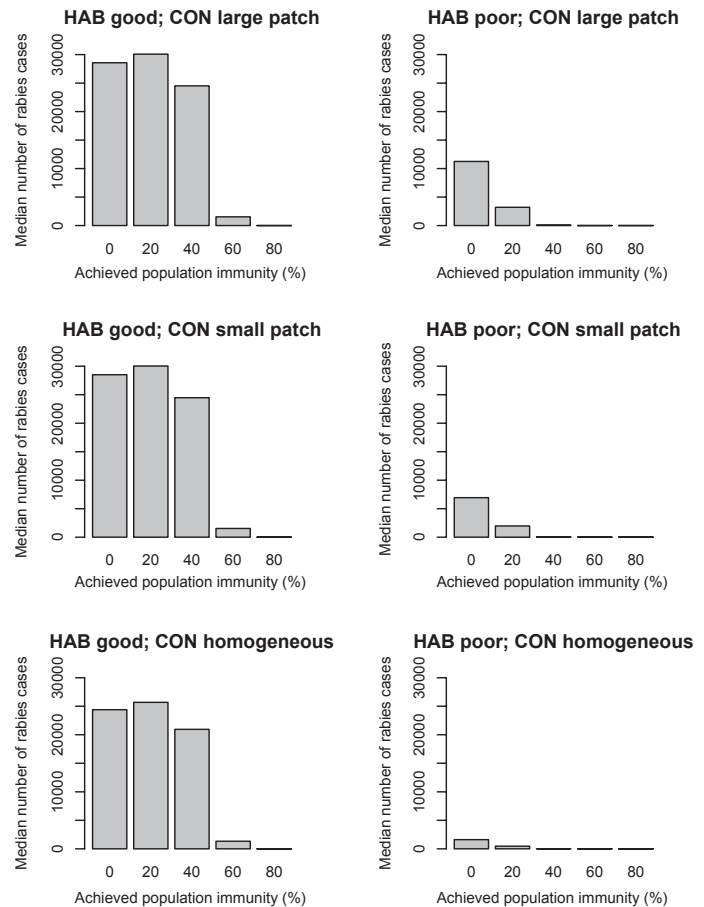 HAB good; CON large patch
Median number of rabies cases
30000
10000
0
0 20 40 60 80
Achieved population immunity (%)
HAB poor; CON large patch
Median number of rabies cases
30000
10000
0
0 20 40 60 80
Achieved population immunity (%)
HAB good; CON small patch
Median number of rabies cases
30000
20000
10000
0
0 20 40 60 80
Achieved population immunity (%)
HAB poor; CON small patch
Median number of rabies cases
30000
20000
10000
0
0 20 40 60 80
Achieved population immunity (%)
HAB good; CON homogeneous
Median number of rabies cases
30000
20000
10000
0
0 20 40 60 80
Achieved population immunity (%)
HAB poor; CON homogeneous
Median number of rabies cases
30000
20000
10000
0
0 20 40 60 80
Achieved population immunity (%)